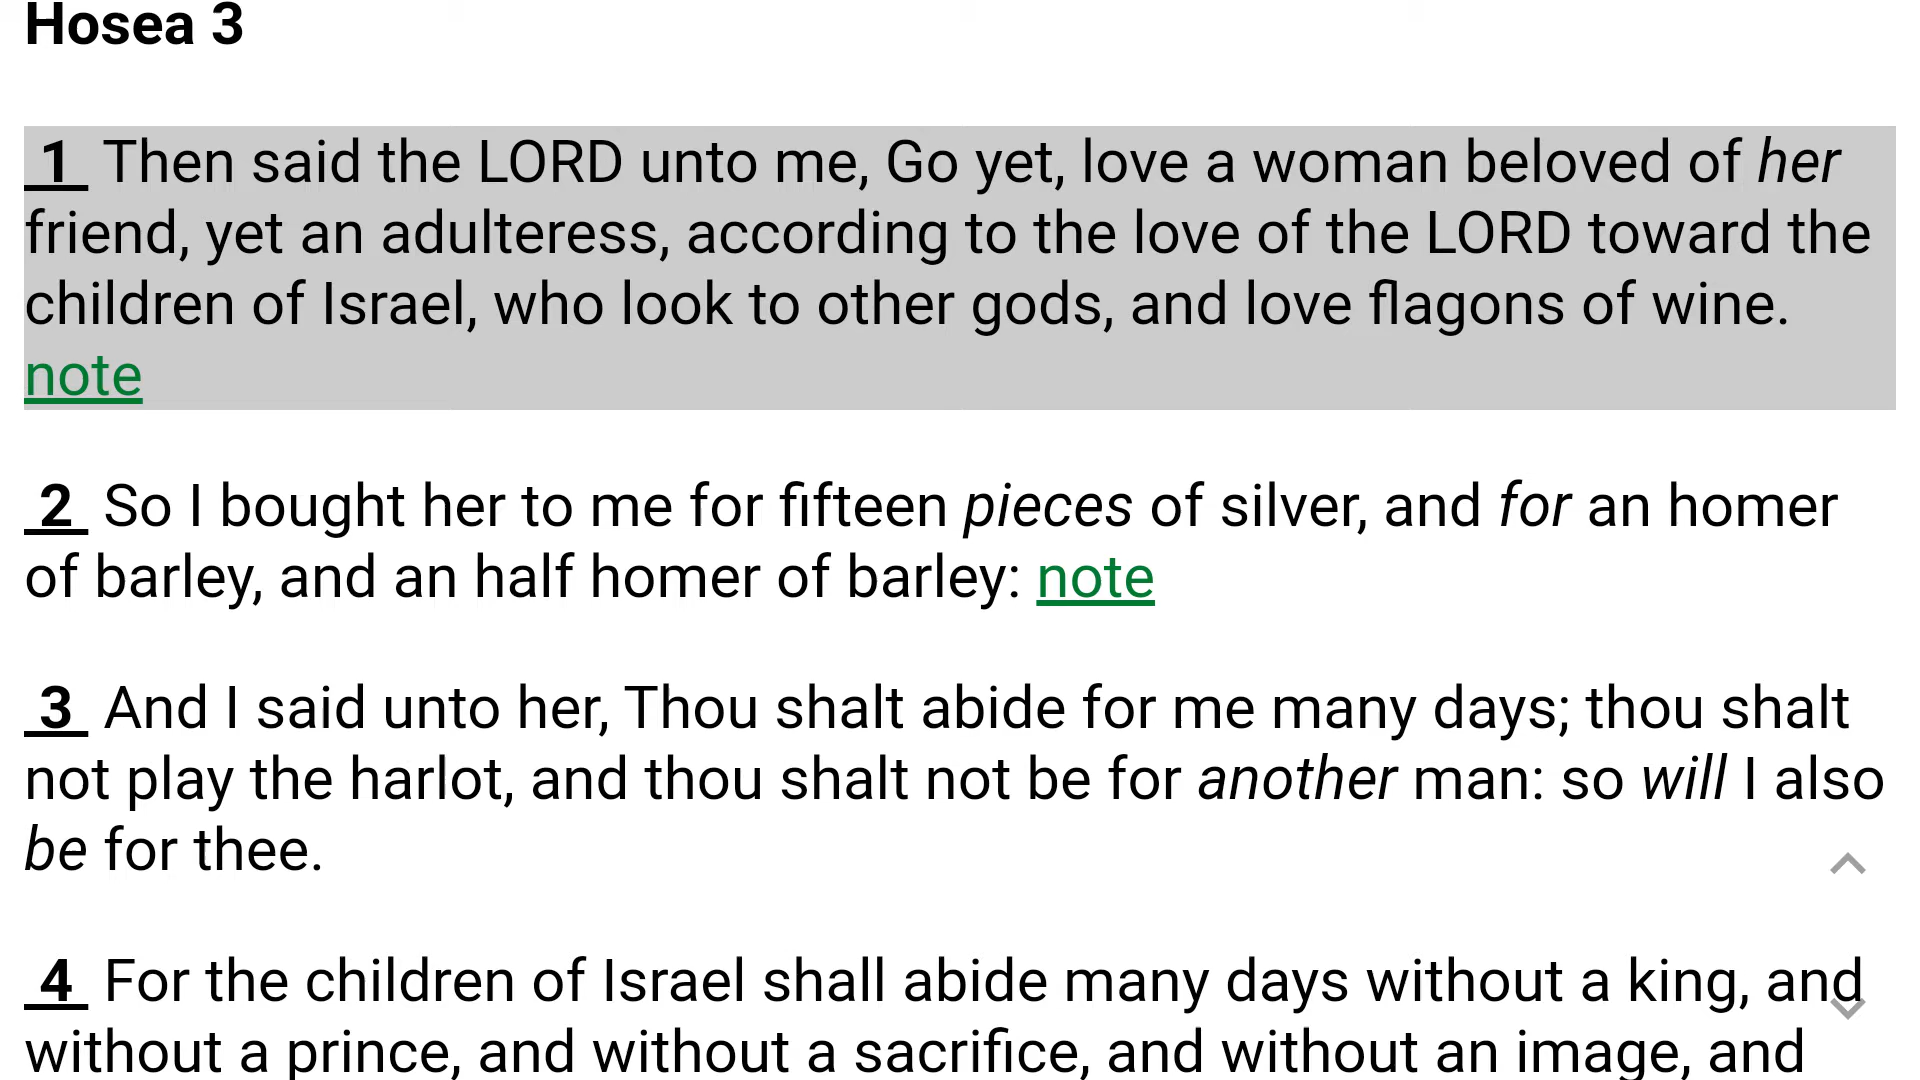 Hosea 3
1 Then said the LORD unto me, Go yet, love a woman beloved of her
friend, yet an adulteress, according to the love of the LORD toward the
children of Israel, who look to other gods, and love flagons of wine.
note
2 So I bought her to me for fifteen pieces of silver, and for an homer
of barley, and an half homer of barley: note
3 And I said unto her, Thou shalt abide for me many days; thou shalt
not play the harlot, and thou shalt not be for another man: so will I also
be for thee.
4 For the children of Israel shall abide many days without a king, and
without a prince, and without a sacrifice, and without an image, and